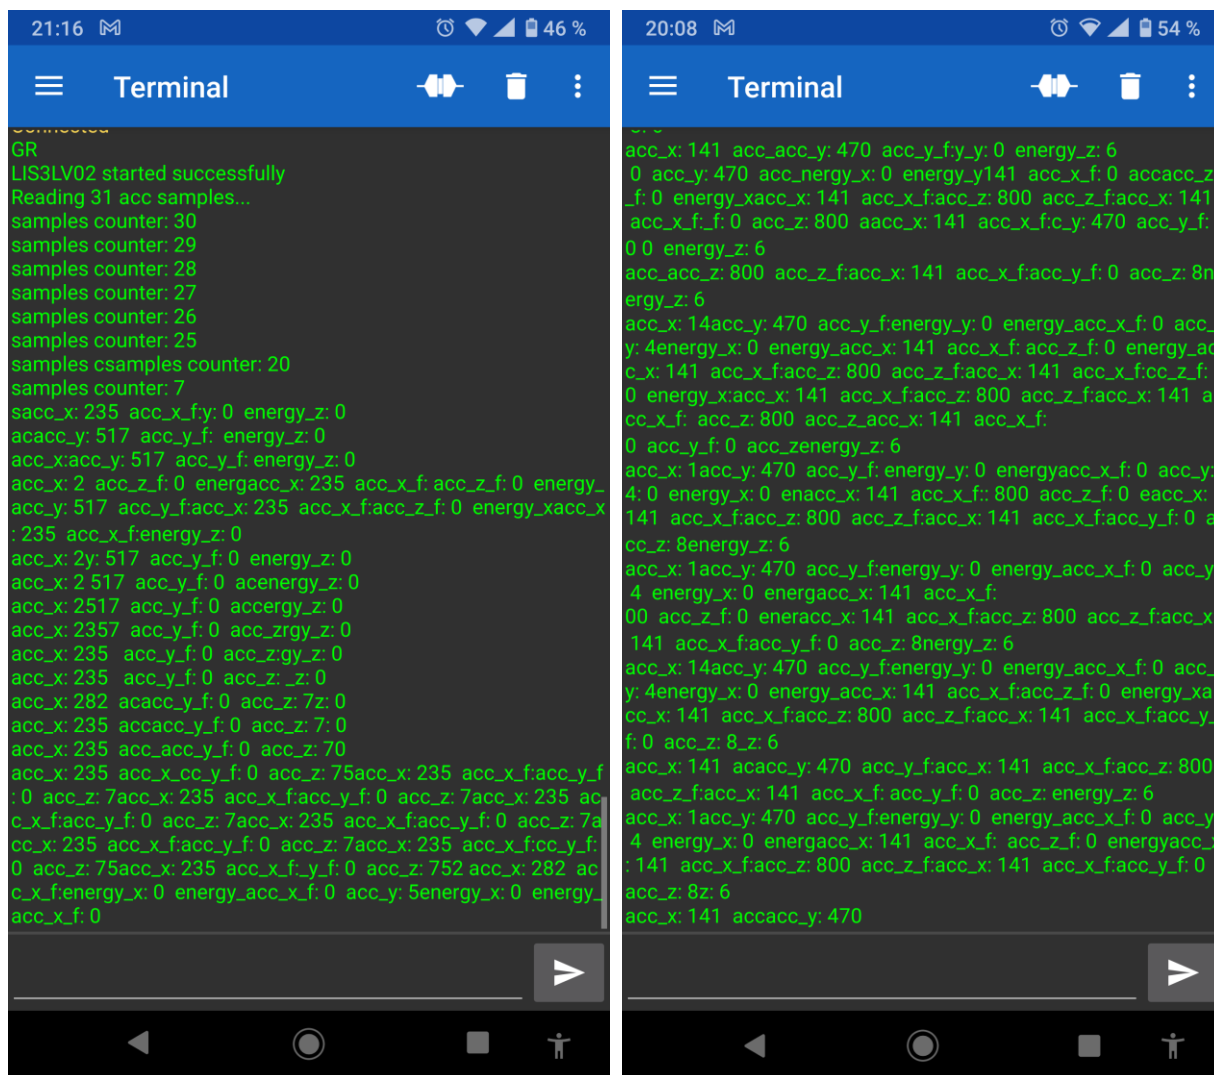 21:16
46 %
Terminal
Connected
GR
LIS3LV02 started successfully
Reading 31 acc samples...
samples counter: 30
samples counter: 29
samples counter: 28
samples counter: 27
samples counter: 26
samples counter: 25
samples csamples counter: 20
samples counter: 7
sacc_x: 235 acc_x_f:y: 0 energy_z: 0
acacc_y: 517 acc_y_f: energy_z: 0
acc_x:acc_y: 517 acc_y_f: energy_z: 0
acc_x: 2 acc_z_f: 0 energacc_x: 235 acc_x_f: acc_z_f: 0 energy_
acc_y: 517 acc_y_f:acc_x: 235 acc_x_f:acc_z_f: 0 energy_xacc_x
: 235 acc_x_f:energy_z: 0
acc_x: 2y: 517 acc_y_f: 0 energy_z: 0
acc_x: 2 517 acc_y_f: 0 acenergy_z: 0
acc_x: 2517 acc_y_f: 0 accergy_z: 0
acc_x: 2357 acc_y_f: 0 acc_zrgy_z: 0
acc_x: 235 acc_y_f: 0 acc_z:gy_z: 0
acc_x: 235 acc_y_f: 0 acc_z: _z: 0
acc_x: 282 acacc_y_f: 0 acc_z: 7z: 0
acc_x: 235 accacc_y_f: 0 acc_z: 7: 0
acc_x: 235 acc_acc_y_f: 0 acc_z: 70
acc_x: 235 acc_x_cc_y_f: 0 acc_z: 75acc_x: 235 acc_x_f:acc_y_f
: 0 acc_z: 7acc_x: 235 acc_x_f:acc_y_f: 0 acc_z: 7acc_x: 235 ac
c_x_f:acc_y_f: 0 acc_z: 7acc_x: 235 acc_x_f:acc_y_f: 0 acc_z: 7a
cc_x: 235 acc_x_f:acc_y_f: 0 acc_z: 7acc_x: 235 acc_x_f:cc_y_f:
0 acc_z: 75acc_x: 235 acc_x_f:_y_f: 0 acc_z: 752 acc_x: 282 ac
c_x_f:energy_x: 0 energy_acc_x_f: 0 acc_y: 5energy_x: 0 energy_
acc_x_f: 0
20:08
54 %
Terminal
acc_x: 141 acc_acc_y: 470 acc_y_f:y_y: 0 energy_z: 6
0 acc_y: 470 acc_nergy_x: 0 energy_y141 acc_x_f: 0 accacc_z
_f: 0 energy_xacc_x: 141 acc_x_f:acc_z: 800 acc_z_f:acc_x: 141
acc_x_f:_f: 0 acc_z: 800 aacc_x: 141 acc_x_f:c_y: 470 acc_y_f:
0 0 energy_z: 6
acc_acc_z: 800 acc_z_f:acc_x: 141 acc_x_f:acc_y_f: 0 acc_z: 8n
ergy_z: 6
acc_x: 14acc_y: 470 acc_y_f:energy_y: 0 energy_acc_x_f: 0 acc_
y: 4energy_x: 0 energy_acc_x: 141 acc_x_f: acc_z_f: 0 energy_ac
c_x: 141 acc_x_f:acc_z: 800 acc_z_f:acc_x: 141 acc_x_f:cc_z_f:
0 energy_x:acc_x: 141 acc_x_f:acc_z: 800 acc_z_f:acc_x: 141 a
cc_x_f: acc_z: 800 acc_z_acc_x: 141 acc_x_f:
0 acc_y_f: 0 acc_zenergy_z: 6
acc_x: 1acc_y: 470 acc_y_f: energy_y: 0 energyacc_x_f: 0 acc_y:
4: 0 energy_x: 0 enacc_x: 141 acc_x_f:: 800 acc_z_f: 0 eacc_x:
141 acc_x_f:acc_z: 800 acc_z_f:acc_x: 141 acc_x_f:acc_y_f: 0 a
cc_z: 8energy_z: 6
acc_x: 1acc_y: 470 acc_y_f:energy_y: 0 energy_acc_x_f: 0 acc_y
4 energy_x: 0 energacc_x: 141 acc_x_f:
00 acc_z_f: 0 eneracc_x: 141 acc_x_f:acc_z: 800 acc_z_f:acc_x
141 acc_x_f:acc_y_f: 0 acc_z: 8nergy_z: 6
acc_x: 14acc_y: 470 acc_y_f:energy_y: 0 energy_acc_x_f: 0 acc_
y: 4energy_x: 0 energy_acc_x: 141 acc_x_f:acc_z_f: 0 energy_xa
cc_x: 141 acc_x_f:acc_z: 800 acc_z_f:acc_x: 141 acc_x_f:acc_y_
f: 0 acc_z: 8_z: 6
acc_x: 141 acacc_y: 470 acc_y_f:acc_x: 141 acc_x_f:acc_z: 800
acc_z_f:acc_x: 141 acc_x_f: acc_y_f: 0 acc_z: energy_z: 6
acc_x: 1acc_y: 470 acc_y_f:energy_y: 0 energy_acc_x_f: 0 acc_y
4 energy_x: 0 energacc_x: 141 acc_x_f: acc_z_f: 0 energyacc_x
: 141 acc_x_f:acc_z: 800 acc_z_f:acc_x: 141 acc_x_f:acc_y_f: 0
acc_z: 8z: 6
acc_x: 141 accacc_y: 470